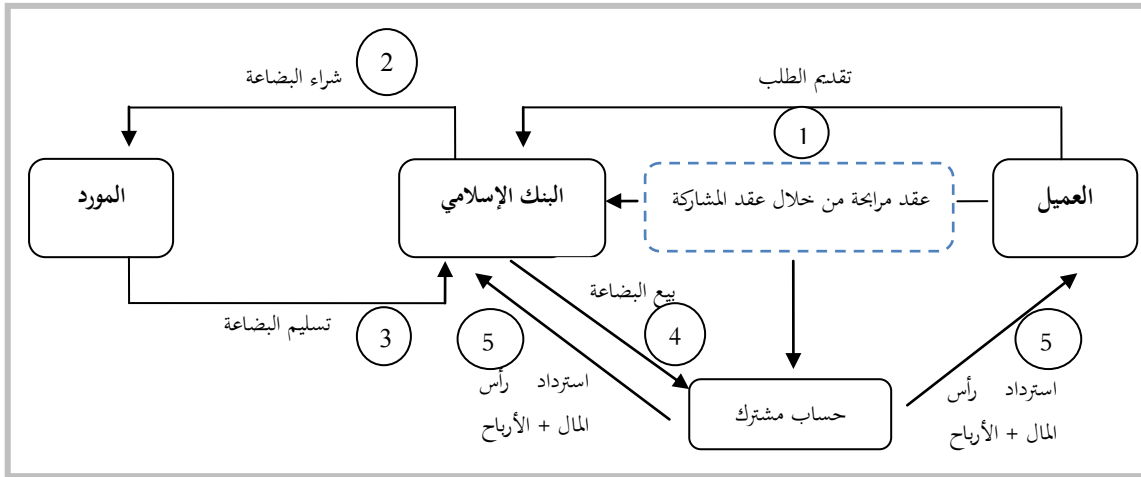 2
شراء البضاعة
تقديم الطلب
1
المورد
البنك الإسلامي
عقد مرابحة من خلال عقد المشاركة
العميل
بيع البضاعة
تسليم البضاعة
3
4
5
استرداد رأس
المال + الأرباح
حساب مشترك
5
استرداد رأس
المال + الأرباح